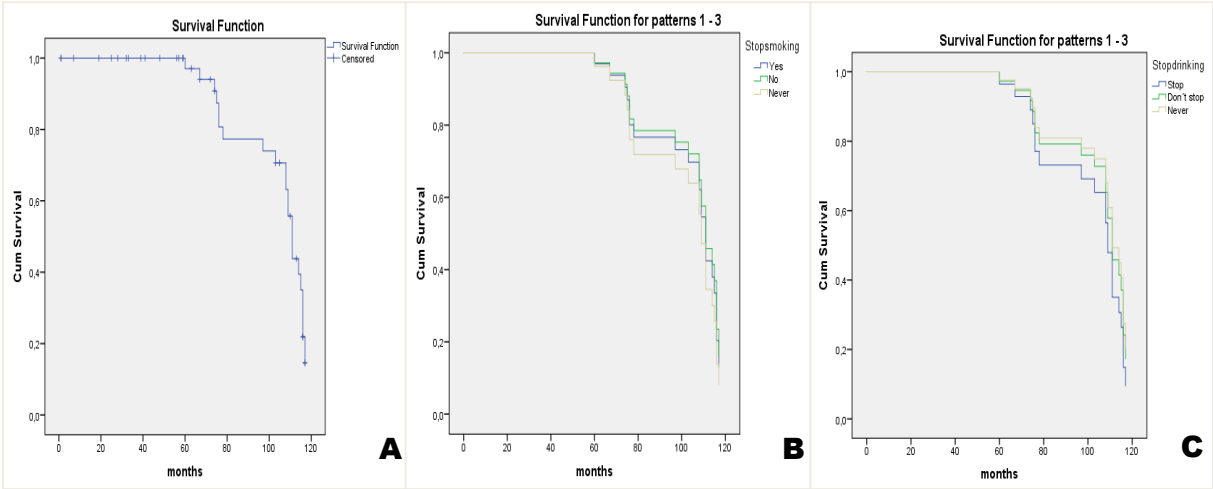 Survival Function
Survival Function
Censored
Cum Survival
1,0
0,8
0,6
0,4
0,2
0,0
0 20 40 60 80 100 120
months
A
Survival Function for patterns 1 - 3
Stopsmoking
Yes
No
Never
Cum Survival
1,0
0,8
0,6
0,4
0,2
0,0
0 20 40 60 80 100 120
months
B
Survival Function for patterns 1 - 3
Stopdrinking
Stop
Don´t stop
Never
Cum Survival
1,0
0,8
0,6
0,4
0,2
0,0
0 20 40 60 80 100 120
months
C